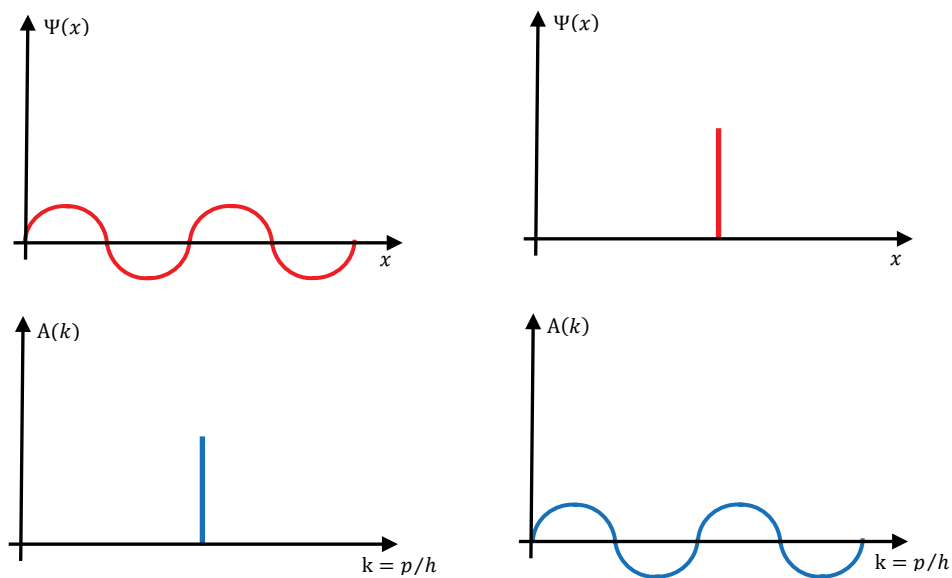 Ψ(x)
x
Ψ(x)
x
A(k)
k = p/h
A(k)
k = p/h